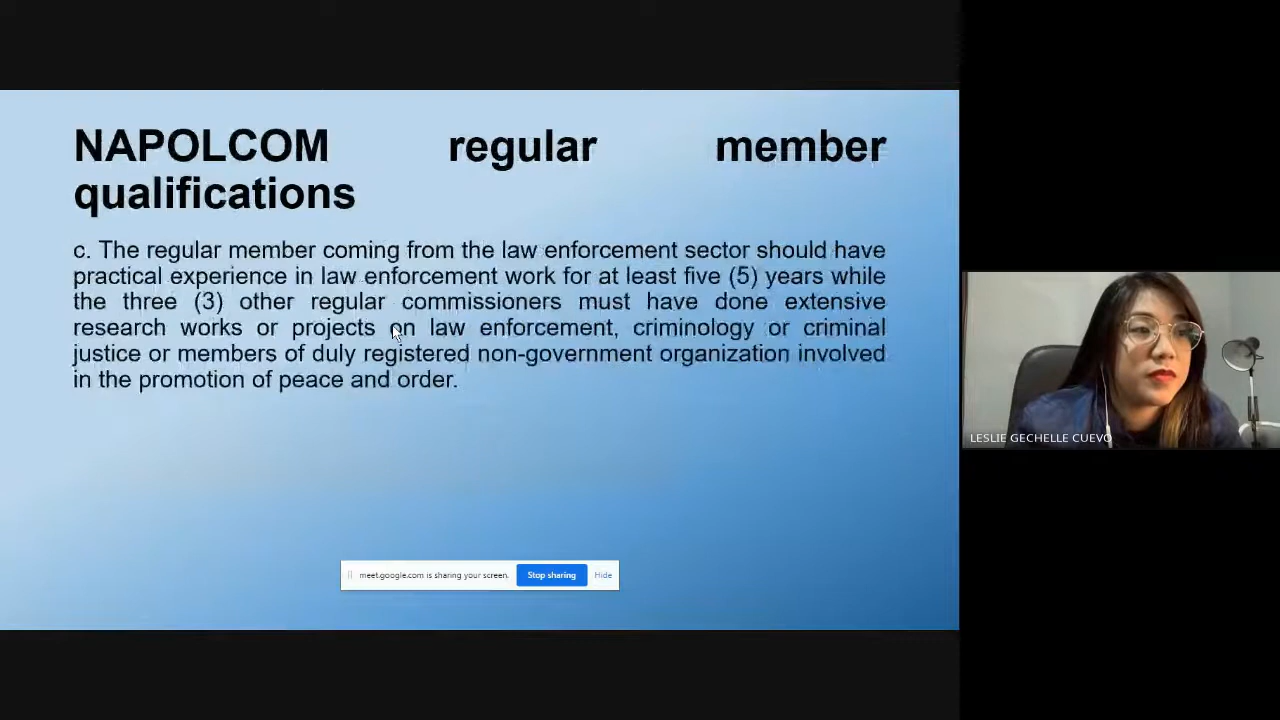 NAPOLCOM regular member
qualifications
c. The regular member coming from the law enforcement sector should have
practical experience in law enforcement work for at least five (5) years while
the three (3) other regular commissioners must have done extensive
research works or projects on law enforcement, criminology or criminal
justice or members of duly registered non-government organization involved
in the promotion of peace and order.
LESLIE GECHELLE CUEVO
meet.google.com is sharing your screen. Stop sharing Hide